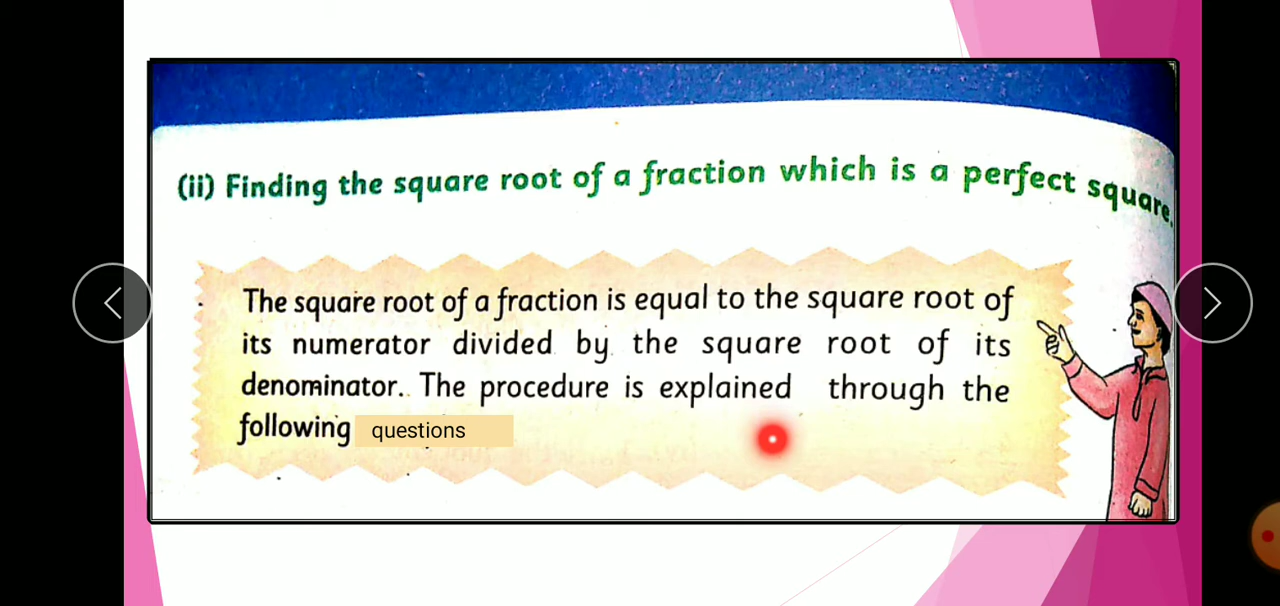 (ii) Finding the square root of a fraction which is a perfect square.
The square root of a fraction is equal to the square root of
its numerator divided by the square root of its
denominator. The procedure is explained through the
following questions